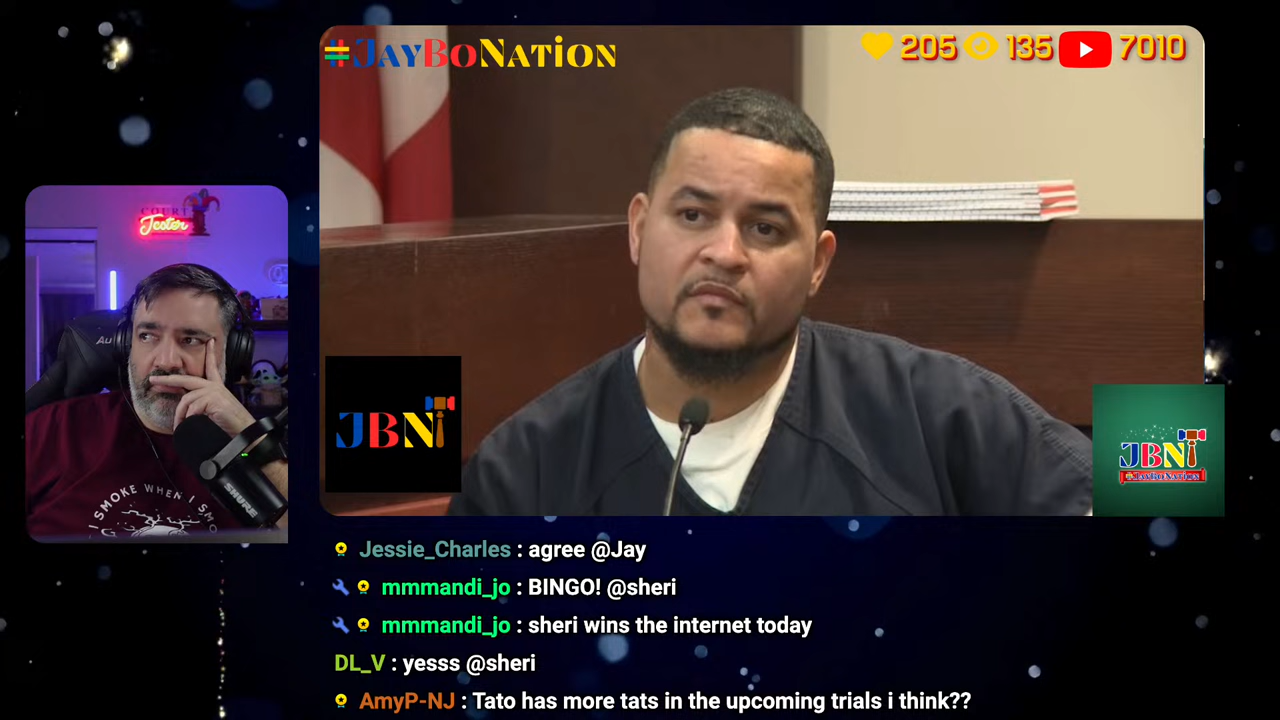 #JAYBONATION
205 135 7010
COURT
Jester
Au
I SMOKE WHEN I SMO
SHURE
JBN
JBN
#JAYBONATION
Jessie_Charles : agree @Jay
mmmandi_jo : BINGO! @sheri
mmmandi_jo : sheri wins the internet today
DL_V : yesss @sheri
AmyP-NJ : Tato has more tats in the upcoming trials i think??